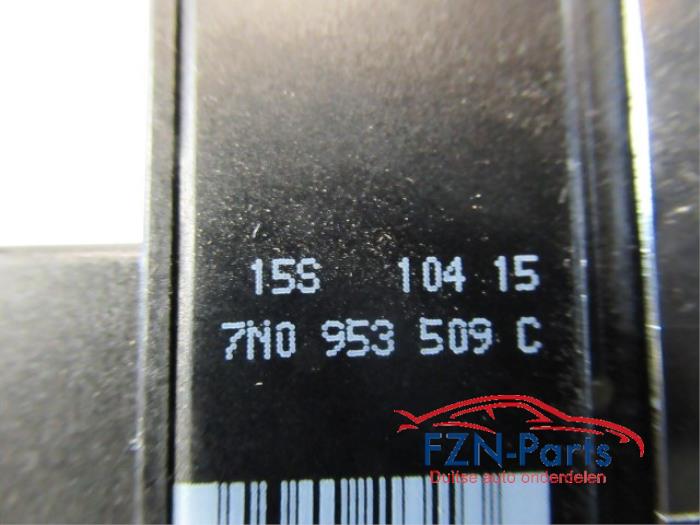 15S 104 15
7N0 953 509 C
FZN-Parts
Duitse auto onderdelen